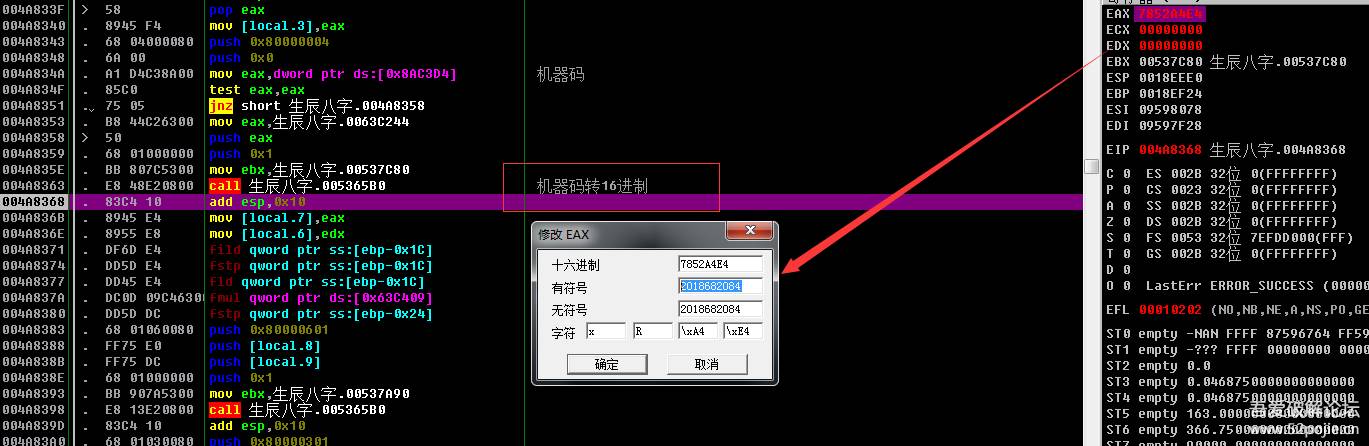 004A833F > 58 pop eax
004A8340 . 8945 F4 mov [local.3],eax
004A8343 . 68 04000080 push 0x80000004
004A8348 . 6A 00 push 0x0
004A834A . A1 D4C38A00 mov eax,dword ptr ds:[0x8AC3D4] 机器码
004A834F . 85C0 test eax,eax
004A8351 . 75 05 jnz short 生辰八字.004A8358
004A8353 . B8 44C26300 mov eax,生辰八字.0063C244
004A8358 > 50 push eax
004A8359 . 68 01000000 push 0x1
004A835E . BB 807C5300 mov ebx,生辰八字.00537C80
004A8363 . E8 48E20800 call 生辰八字.005365B0 机器码转16进制
004A8368 . 83C4 10 add esp,0x10
004A836B . 8945 E4 mov [local.7],eax
004A836E . 8955 E8 mov [local.6],edx
004A8371 . DF6D E4 fild qword ptr ss:[ebp-0x1C]
004A8374 . DD5D E4 fstp qword ptr ss:[ebp-0x1C]
004A8377 . DD45 E4 fld qword ptr ss:[ebp-0x1C]
004A837A . DC0D 09C46300 fmul qword ptr ds:[0x63C409]
004A8380 . DD5D DC fstp qword ptr ss:[ebp-0x24]
004A8383 . 68 01060080 push 0x80000601
004A8388 . FF75 E0 push [local.8]
004A838B . FF75 DC push [local.9]
004A838E . 68 01000000 push 0x1
004A8393 . BB 907A5300 mov ebx,生辰八字.00537A90
004A8398 . E8 13E20800 call 生辰八字.005365B0
004A839D . 83C4 10 add esp,0x10
004A83A0 . 68 01030080 push 0x80000301
修改 EAX
十六进制 7852A4E4
有符号 2018682084
无符号 2018682084
字符 x R \xA4 \xE4
确定 取消
EAX 7852A4E4
ECX 00000000
EDX 00000000
EBX 00537C80 生辰八字.00537C80
ESP 0018EEE0
EBP 0018EF24
ESI 09598078
EDI 09597F28
EIP 004A8368 生辰八字.004A8368
C 0 ES 002B 32位 0(FFFFFFFF)
P 0 CS 0023 32位 0(FFFFFFFF)
A 0 SS 002B 32位 0(FFFFFFFF)
Z 0 DS 002B 32位 0(FFFFFFFF)
S 0 FS 0053 32位 7EFDD000(FFF)
T 0 GS 002B 32位 0(FFFFFFFF)
D 0
O 0 LastErr ERROR_SUCCESS (00000
EFL 00010202 (NO,NB,NE,A,NS,PO,GE
ST0 empty -NAN FFFF 87596764 FF59
ST1 empty -??? FFFF 00000000 0000
ST2 empty 0.0
ST3 empty 0.0468750000000000000
ST4 empty 0.0468750000000000000
ST5 empty 163.0000
ST6 empty 366.7500
吾爱破解论坛
www.52pojie.cn